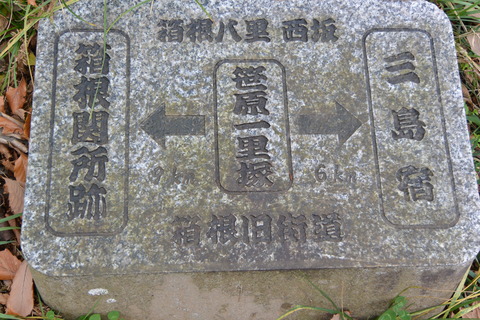 箱根八里 西坂
箱根関所跡
笹原一里塚
三島宿
9km
6km
箱根旧街道